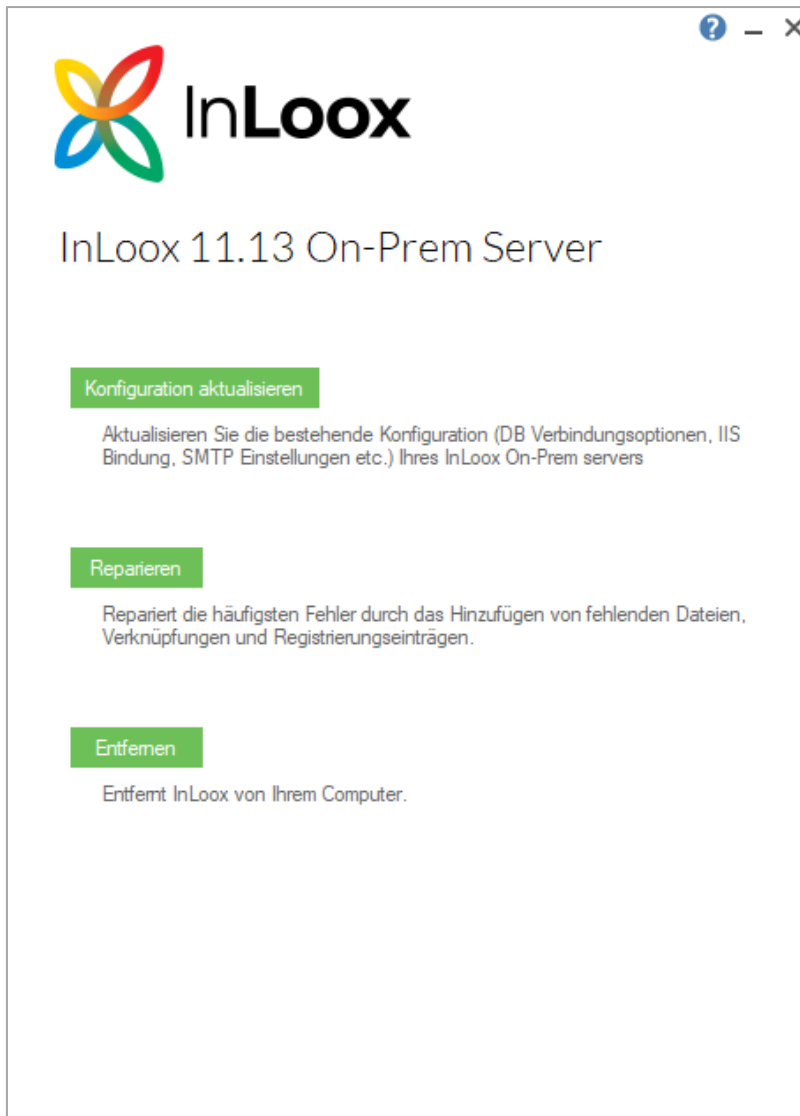 InLoox
InLoox 11.13 On-Prem Server
Konfiguration aktualisieren
Aktualisieren Sie die bestehende Konfiguration (DB Verbindungsoptionen, IIS
Bindung, SMTP Einstellungen etc.) Ihres InLoox On-Prem servers
Reparieren
Repariert die häufigsten Fehler durch das Hinzufügen von fehlenden Dateien,
Verknüpfungen und Registrierungseinträgen.
Entfernen
Entfernt InLoox von Ihrem Computer.